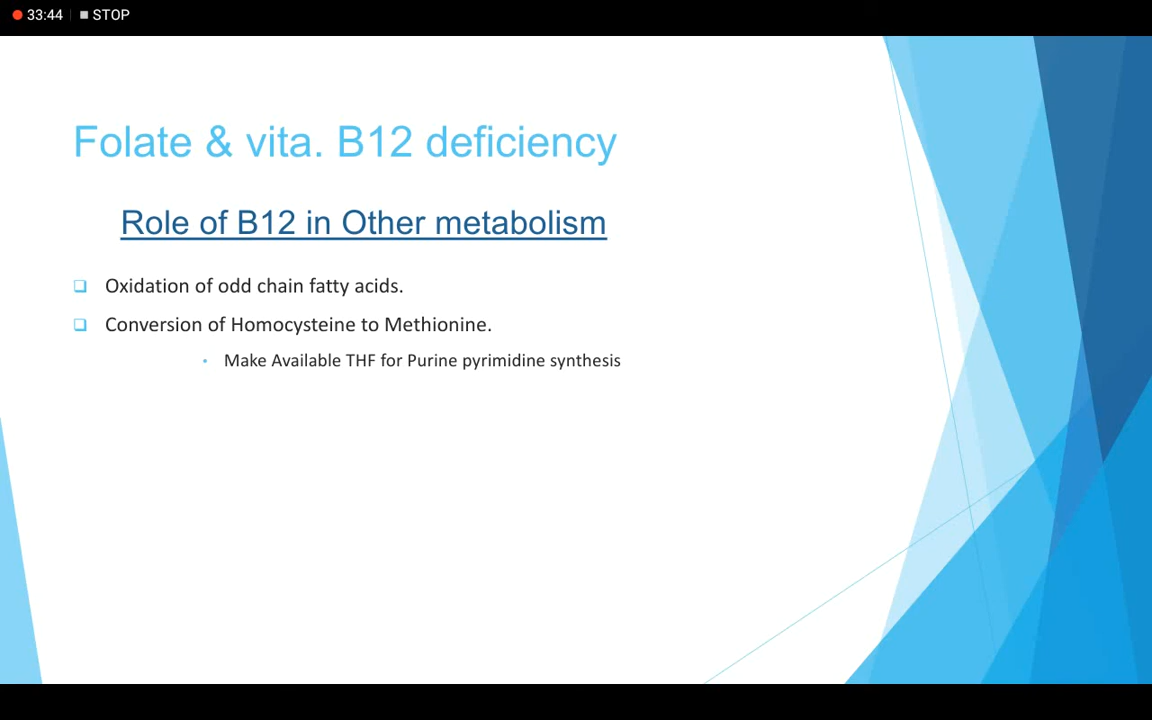 33:44 STOP
Folate & vita. B12 deficiency
Role of B12 in Other metabolism
Oxidation of odd chain fatty acids.
Conversion of Homocysteine to Methionine.
Make Available THF for Purine pyrimidine synthesis